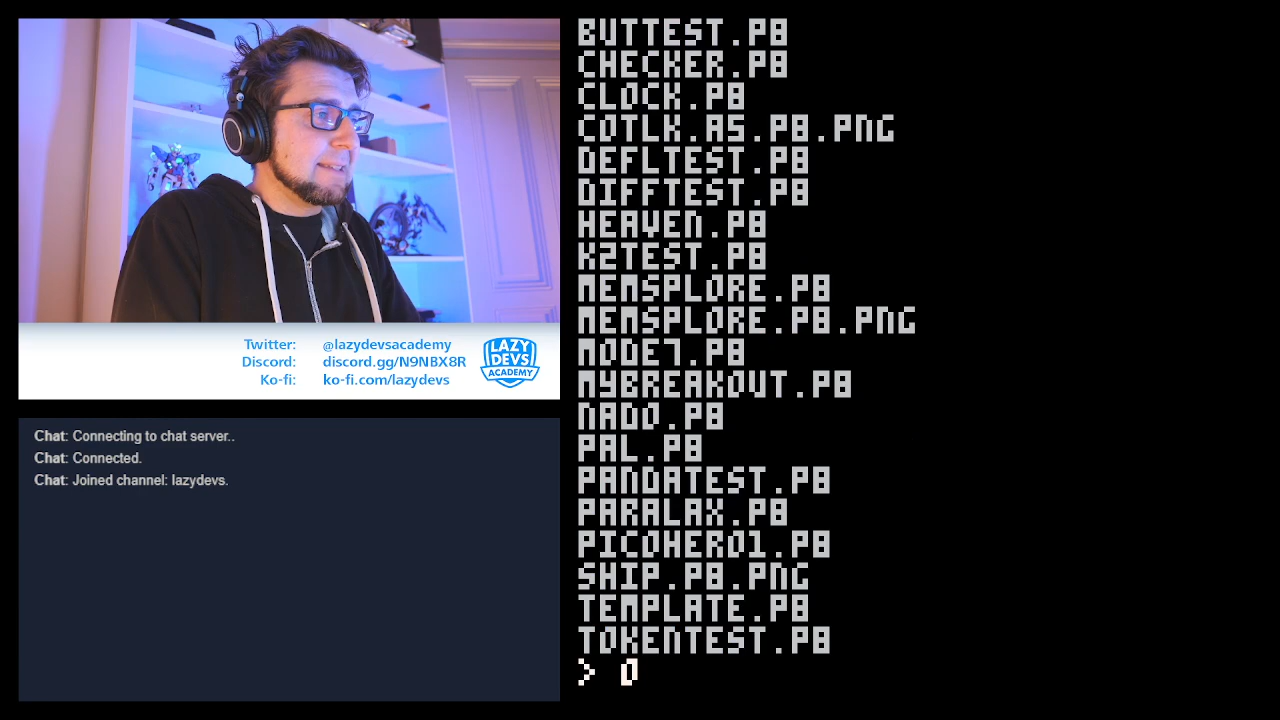 Twitter: @lazydevsacademy
Discord: discord.gg/N9NBX8R
Ko-fi: ko-fi.com/lazydevs
LAZY
DEVS
ACADEMY
Chat: Connecting to chat server..
Chat: Connected.
Chat: Joined channel: lazydevs.
BUTTEST.P8
CHECKER.P8
CLOCK.P8
COTLK.A5.P8.PNG
DEFLTEST.P8
DIFFTEST.P8
HEAVEN.P8
K2TEST.P8
MEMSPLORE.P8
MEMSPLORE.P8.PNG
MODE7.P8
MYBREAKOUT.P8
NADO.P8
PAL.P8
PANDATEST.P8
PARALAX.P8
PICOHERO1.P8
SHIP.P8.PNG
TEMPLATE.P8
TOKENTEST.P8
> O